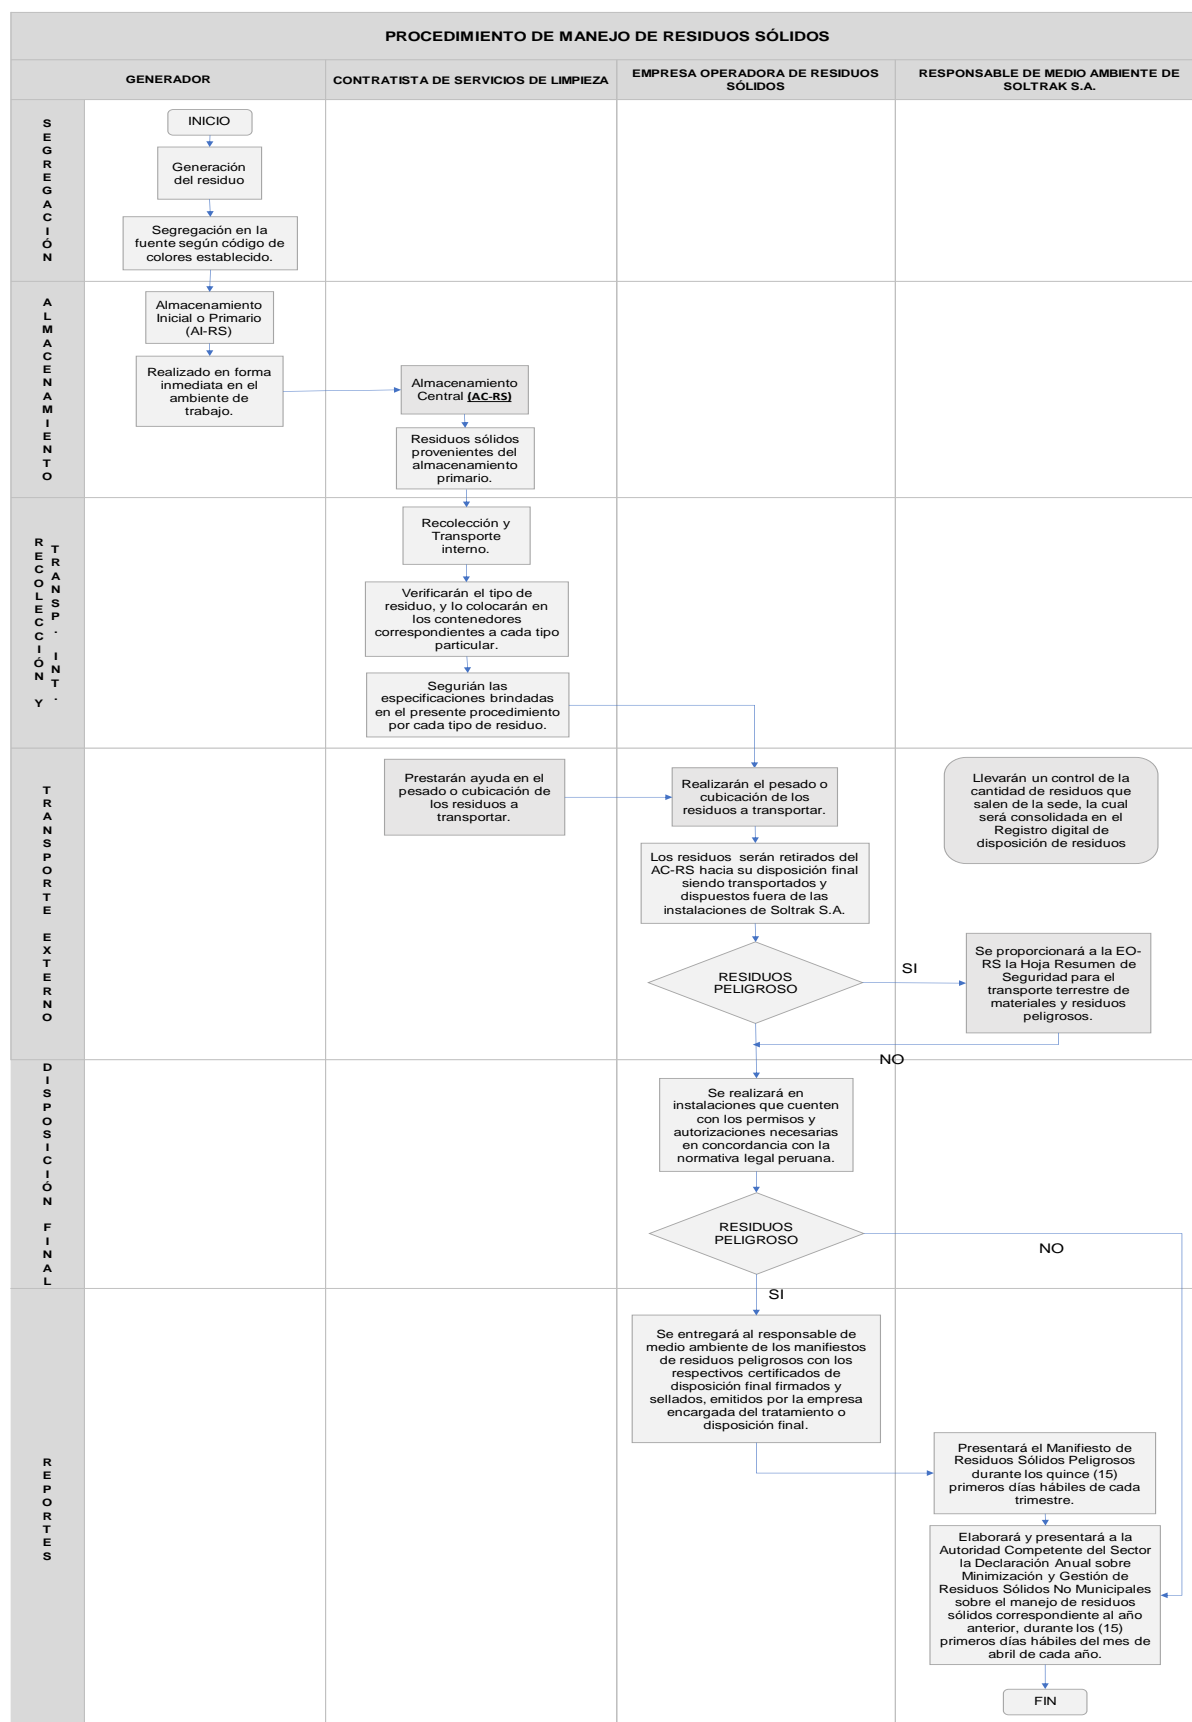 PROCEDIMIENTO DE MANEJO DE RESIDUOS SÓLIDOS
GENERADOR
CONTRATISTA DE SERVICIOS DE LIMPIEZA
EMPRESA OPERADORA DE RESIDUOS
SÓLIDOS
RESPONSABLE DE MEDIO AMBIENTE DE
SOLTRAK S.A.
SEGREGACIÓN
INICIO
Generación
del residuo
Segregación en la
fuente según código de
colores establecido.
ALMACENAMIENTO
Almacenamiento
Inicial o Primario
(AI-RS)
Realizado en forma
inmediata en el
ambiente de
trabajo.
Almacenamiento
Central (AC-RS)
Residuos sólidos
provenientes del
almacenamiento
primario.
RECOLECCIÓN Y
TRANSP. INT.
Recolección y
Transporte
interno.
Verificarán el tipo de
residuo, y lo colocarán en
los contenedores
correspondientes a cada tipo
particular.
Segurián las
especificaciones brindadas
en el presente procedimiento
por cada tipo de residuo.
TRANSPORTE EXTERNO
Prestarán ayuda en el
pesado o cubicación de
los residuos a
transportar.
Realizarán el pesado o
cubicación de los
residuos a transportar.
Llevarán un control de la
cantidad de residuos que
salen de la sede, la cual
será consolidada en el
Registro digital de
disposición de residuos
Los residuos serán retirados del
AC-RS hacia su disposición final
siendo transportados y
dispuestos fuera de las
instalaciones de Soltrak S.A.
RESIDUOS
PELIGROSO
SI
Se proporcionará a la EO-
RS la Hoja Resumen de
Seguridad para el
transporte terrestre de
materiales y residuos
peligrosos.
NO
DISPOSICIÓN FINAL
Se realizará en
instalaciones que cuenten
con los permisos y
autorizaciones necesarias
en concordancia con la
normativa legal peruana.
RESIDUOS
PELIGROSO
NO
SI
REPORTES
Se entregará al responsable de
medio ambiente de los manifiestos
de residuos peligrosos con los
respectivos certificados de
disposición final firmados y
sellados, emitidos por la empresa
encargada del tratamiento o
disposición final.
Presentará el Manifiesto de
Residuos Sólidos Peligrosos
durante los quince (15)
primeros días hábiles de cada
trimestre.
Elaborará y presentará a la
Autoridad Competente del Sector
la Declaración Anual sobre
Minimización y Gestión de
Residuos Sólidos No Municipales
sobre el manejo de residuos
sólidos correspondiente al año
anterior, durante los (15)
primeros días hábiles del mes de
abril de cada año.
FIN